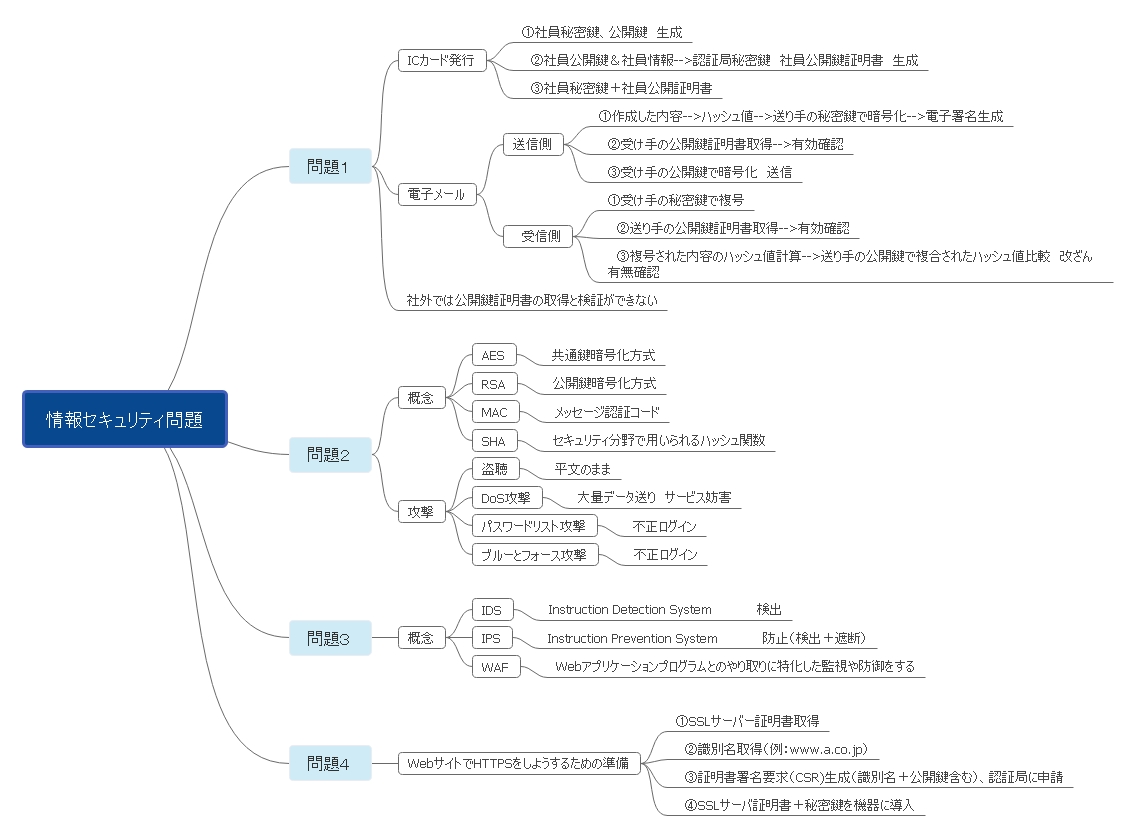 情報セキュリティ問題
問題1
ICカード発行
①社員秘密鍵、公開鍵 生成
②社員公開鍵＆社員情報-->認証局秘密鍵 社員公開鍵証明書 生成
③社員秘密鍵＋社員公開証明書
電子メール
送信側
①作成した内容-->ハッシュ値-->送り手の秘密鍵で暗号化-->電子署名生成
②受け手の公開鍵証明書取得-->有効確認
③受け手の公開鍵で暗号化 送信
受信側
①受け手の秘密鍵で複号
②送り手の公開鍵証明書取得-->有効確認
③複号された内容のハッシュ値計算-->送り手の公開鍵で複合されたハッシュ値比較 改ざん
有無確認
社外では公開鍵証明書の取得と検証ができない
問題2
概念
AES
共通鍵暗号化方式
RSA
公開鍵暗号化方式
MAC
メッセージ認証コード
SHA
セキュリティ分野で用いられるハッシュ関数
攻撃
盗聴
平文のまま
DoS攻撃
大量データ送り サービス妨害
パスワードリスト攻撃
不正ログイン
ブルーとフォース攻撃
不正ログイン
問題3
概念
IDS
Instruction Detection System 検出
IPS
Instruction Prevention System 防止（検出＋遮断）
WAF
Webアプリケーションプログラムとのやり取りに特化した監視や防御をする
問題4
WebサイトでHTTPSをしようするための準備
①SSLサーバー証明書取得
②識別名取得（例：www.a.co.jp）
③証明書署名要求（CSR)生成（識別名＋公開鍵含む）、認証局に申請
④SSLサーバ証明書＋秘密鍵を機器に導入